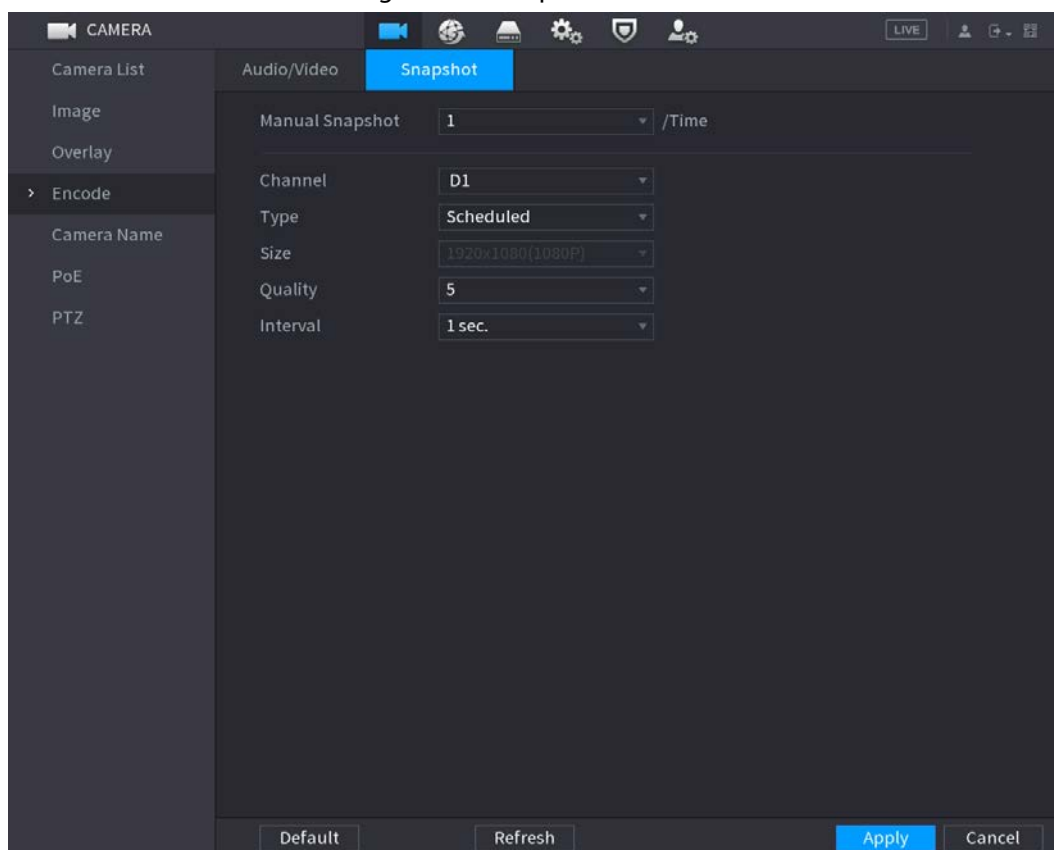 CAMERA
LIVE
Camera List
Image
Overlay
Encode
Camera Name
PoE
PTZ
Audio/Video Snapshot
Manual Snapshot 1 /Time
Channel D1
Type Scheduled
Size 1920x1080(1080P)
Quality 5
Interval 1 sec.
Default Refresh Apply Cancel